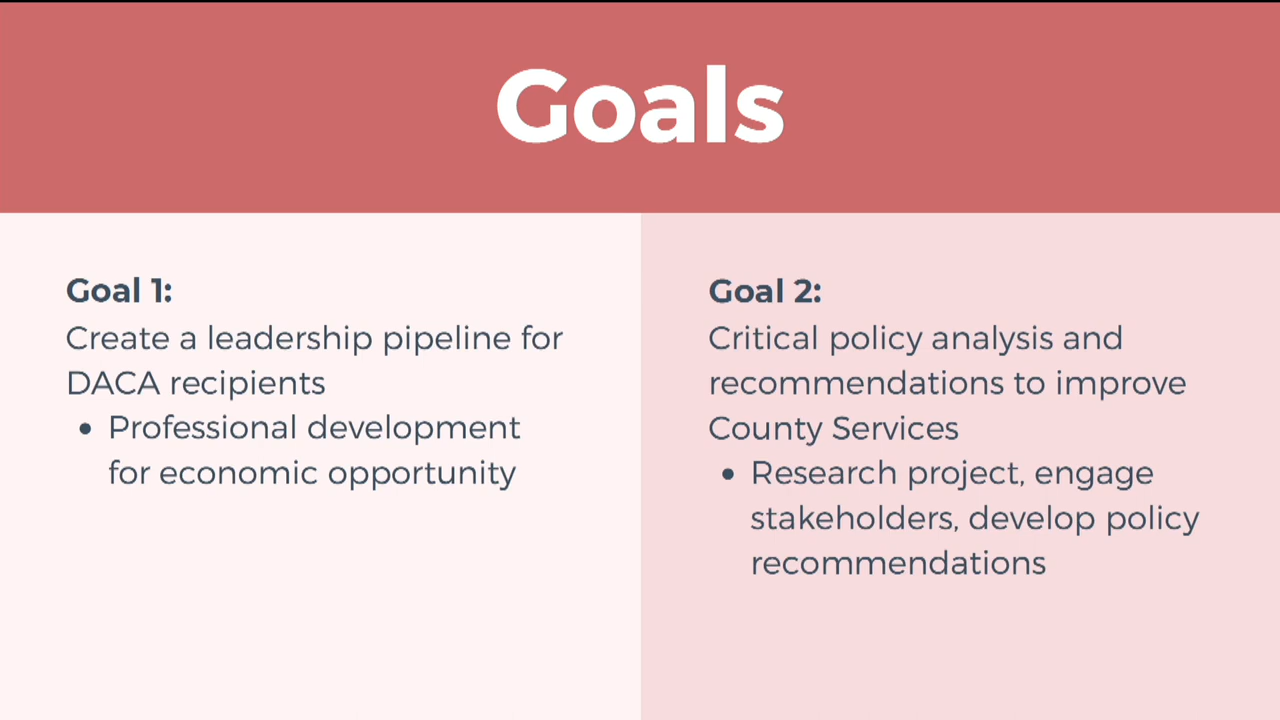 Goals
Goal 1:
Create a leadership pipeline for
DACA recipients
• Professional development
for economic opportunity
Goal 2:
Critical policy analysis and
recommendations to improve
County Services
• Research project, engage
stakeholders, develop policy
recommendations